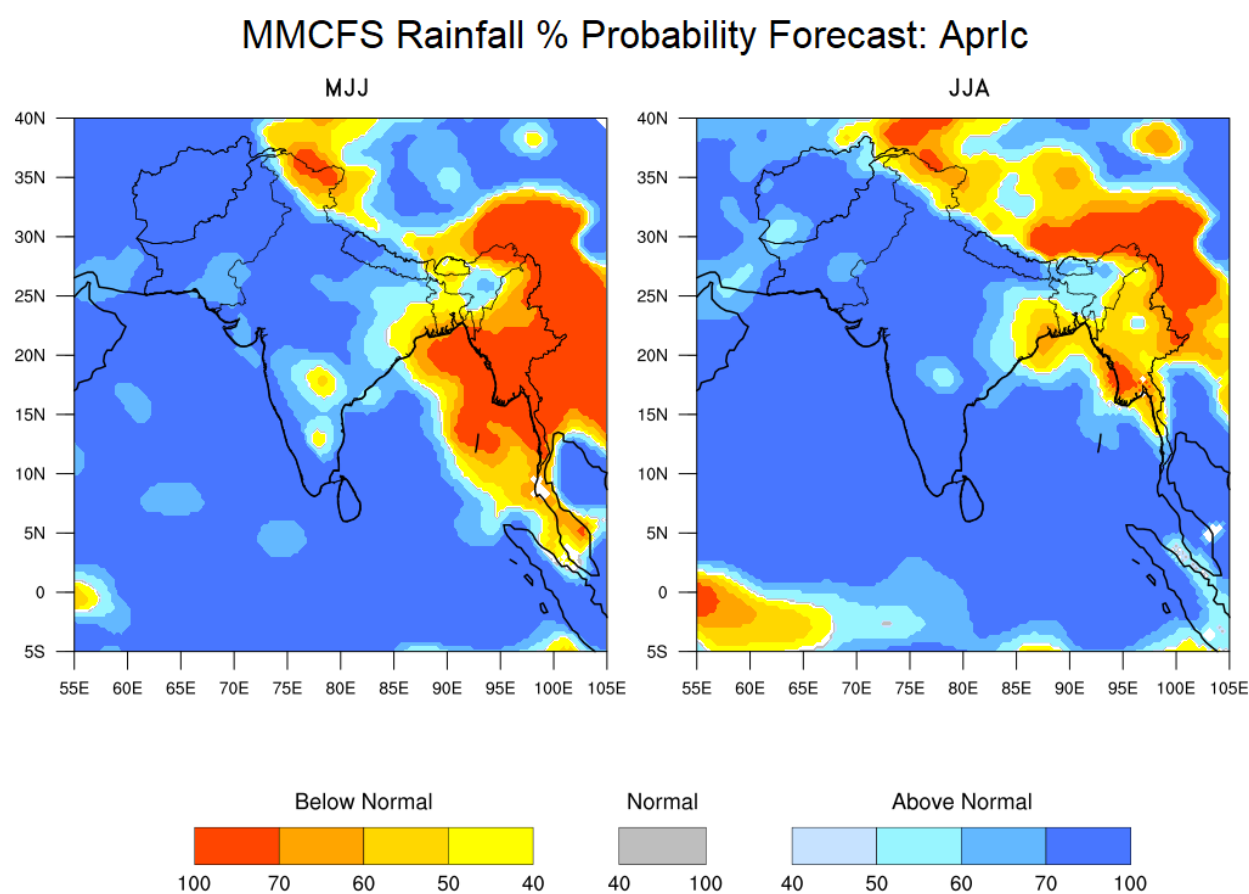 MMCFS Rainfall % Probability Forecast: AprIc
MJJ
JJA
40N
35N
30N
25N
20N
15N
10N
5N
0
5S
55E 60E 65E 70E 75E 80E 85E 90E 95E 100E 105E
40N
35N
30N
25N
20N
15N
10N
5N
0
5S
55E 60E 65E 70E 75E 80E 85E 90E 95E 100E 105E
Below Normal
100 70 60 50 40
Normal
40 100
Above Normal
40 50 60 70 100